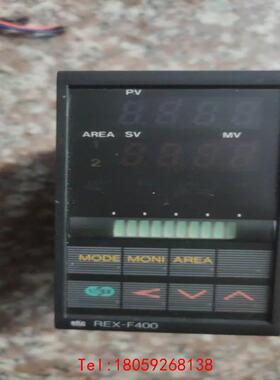 PV
AREA SV MV
1
2
MODE MONI AREA
REX-F400
Tel:18059268138